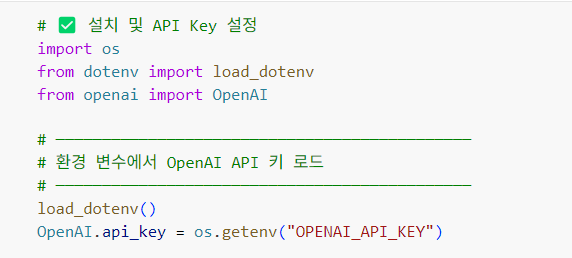 # ✅ 설치 및 API Key 설정
import os
from dotenv import load_dotenv
from openai import OpenAI
# ─────────────────────────────────────────────
# 환경 변수에서 OpenAI API 키 로드
# ─────────────────────────────────────────────
load_dotenv()
OpenAI.api_key = os.getenv("OPENAI_API_KEY")